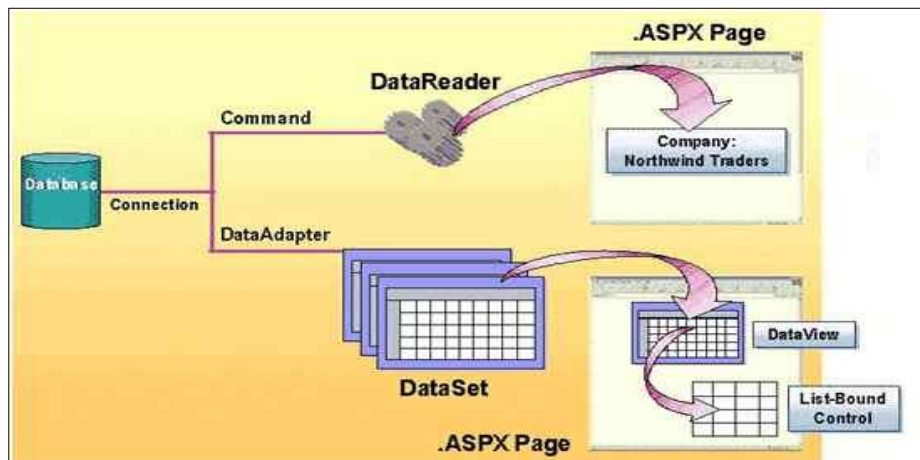 .ASPX Page
DataReader
Command
Company:
Northwind Traders
Database
Connection
DataAdapter
DataView
DataSet
List-Bound
Control
.ASPX Page